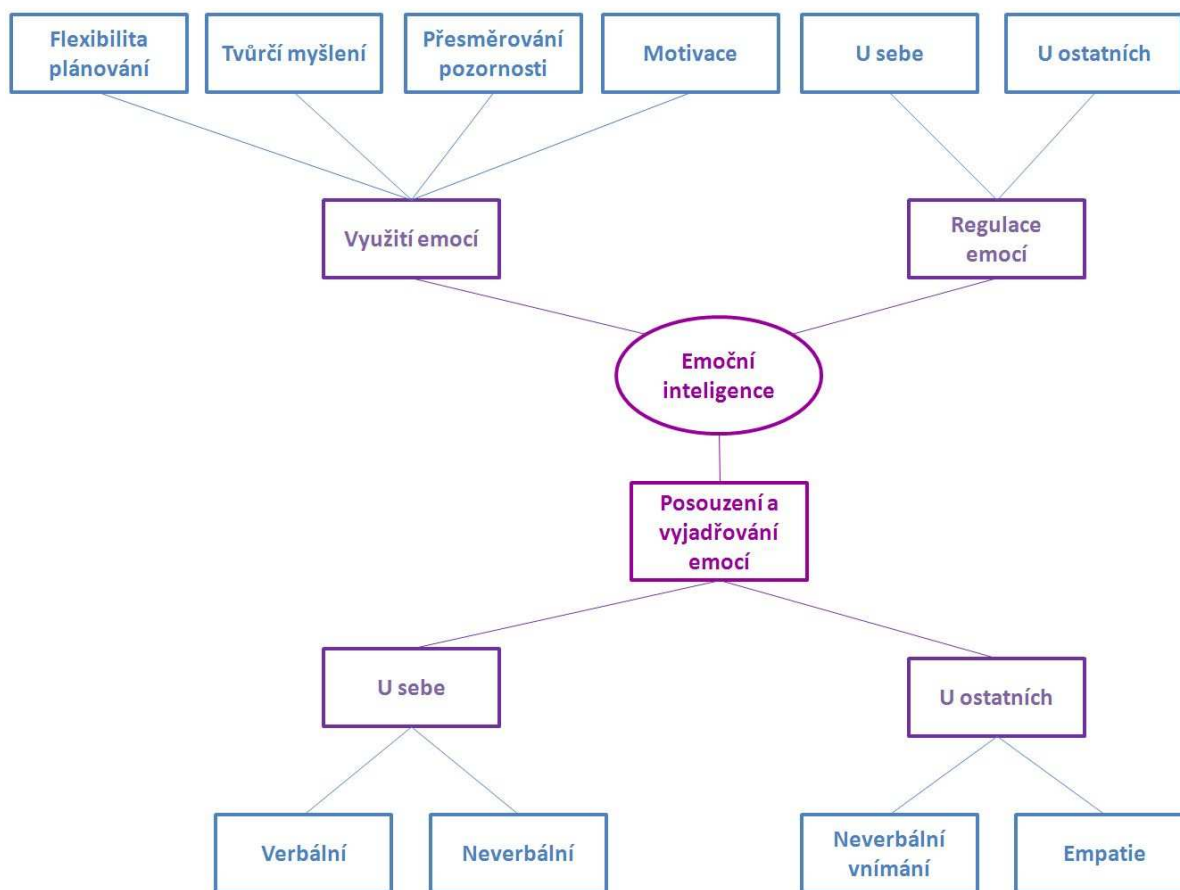 Flexibilita
plánování
Tvůrčí myšlení
Přesměrování
pozornosti
Motivace
U sebe
U ostatních
Využití emocí
Regulace
emocí
Emoční
inteligence
Posouzení a
vyjadřování
emocí
U sebe
U ostatních
Verbální
Neverbální
Neverbální
vnímání
Empatie